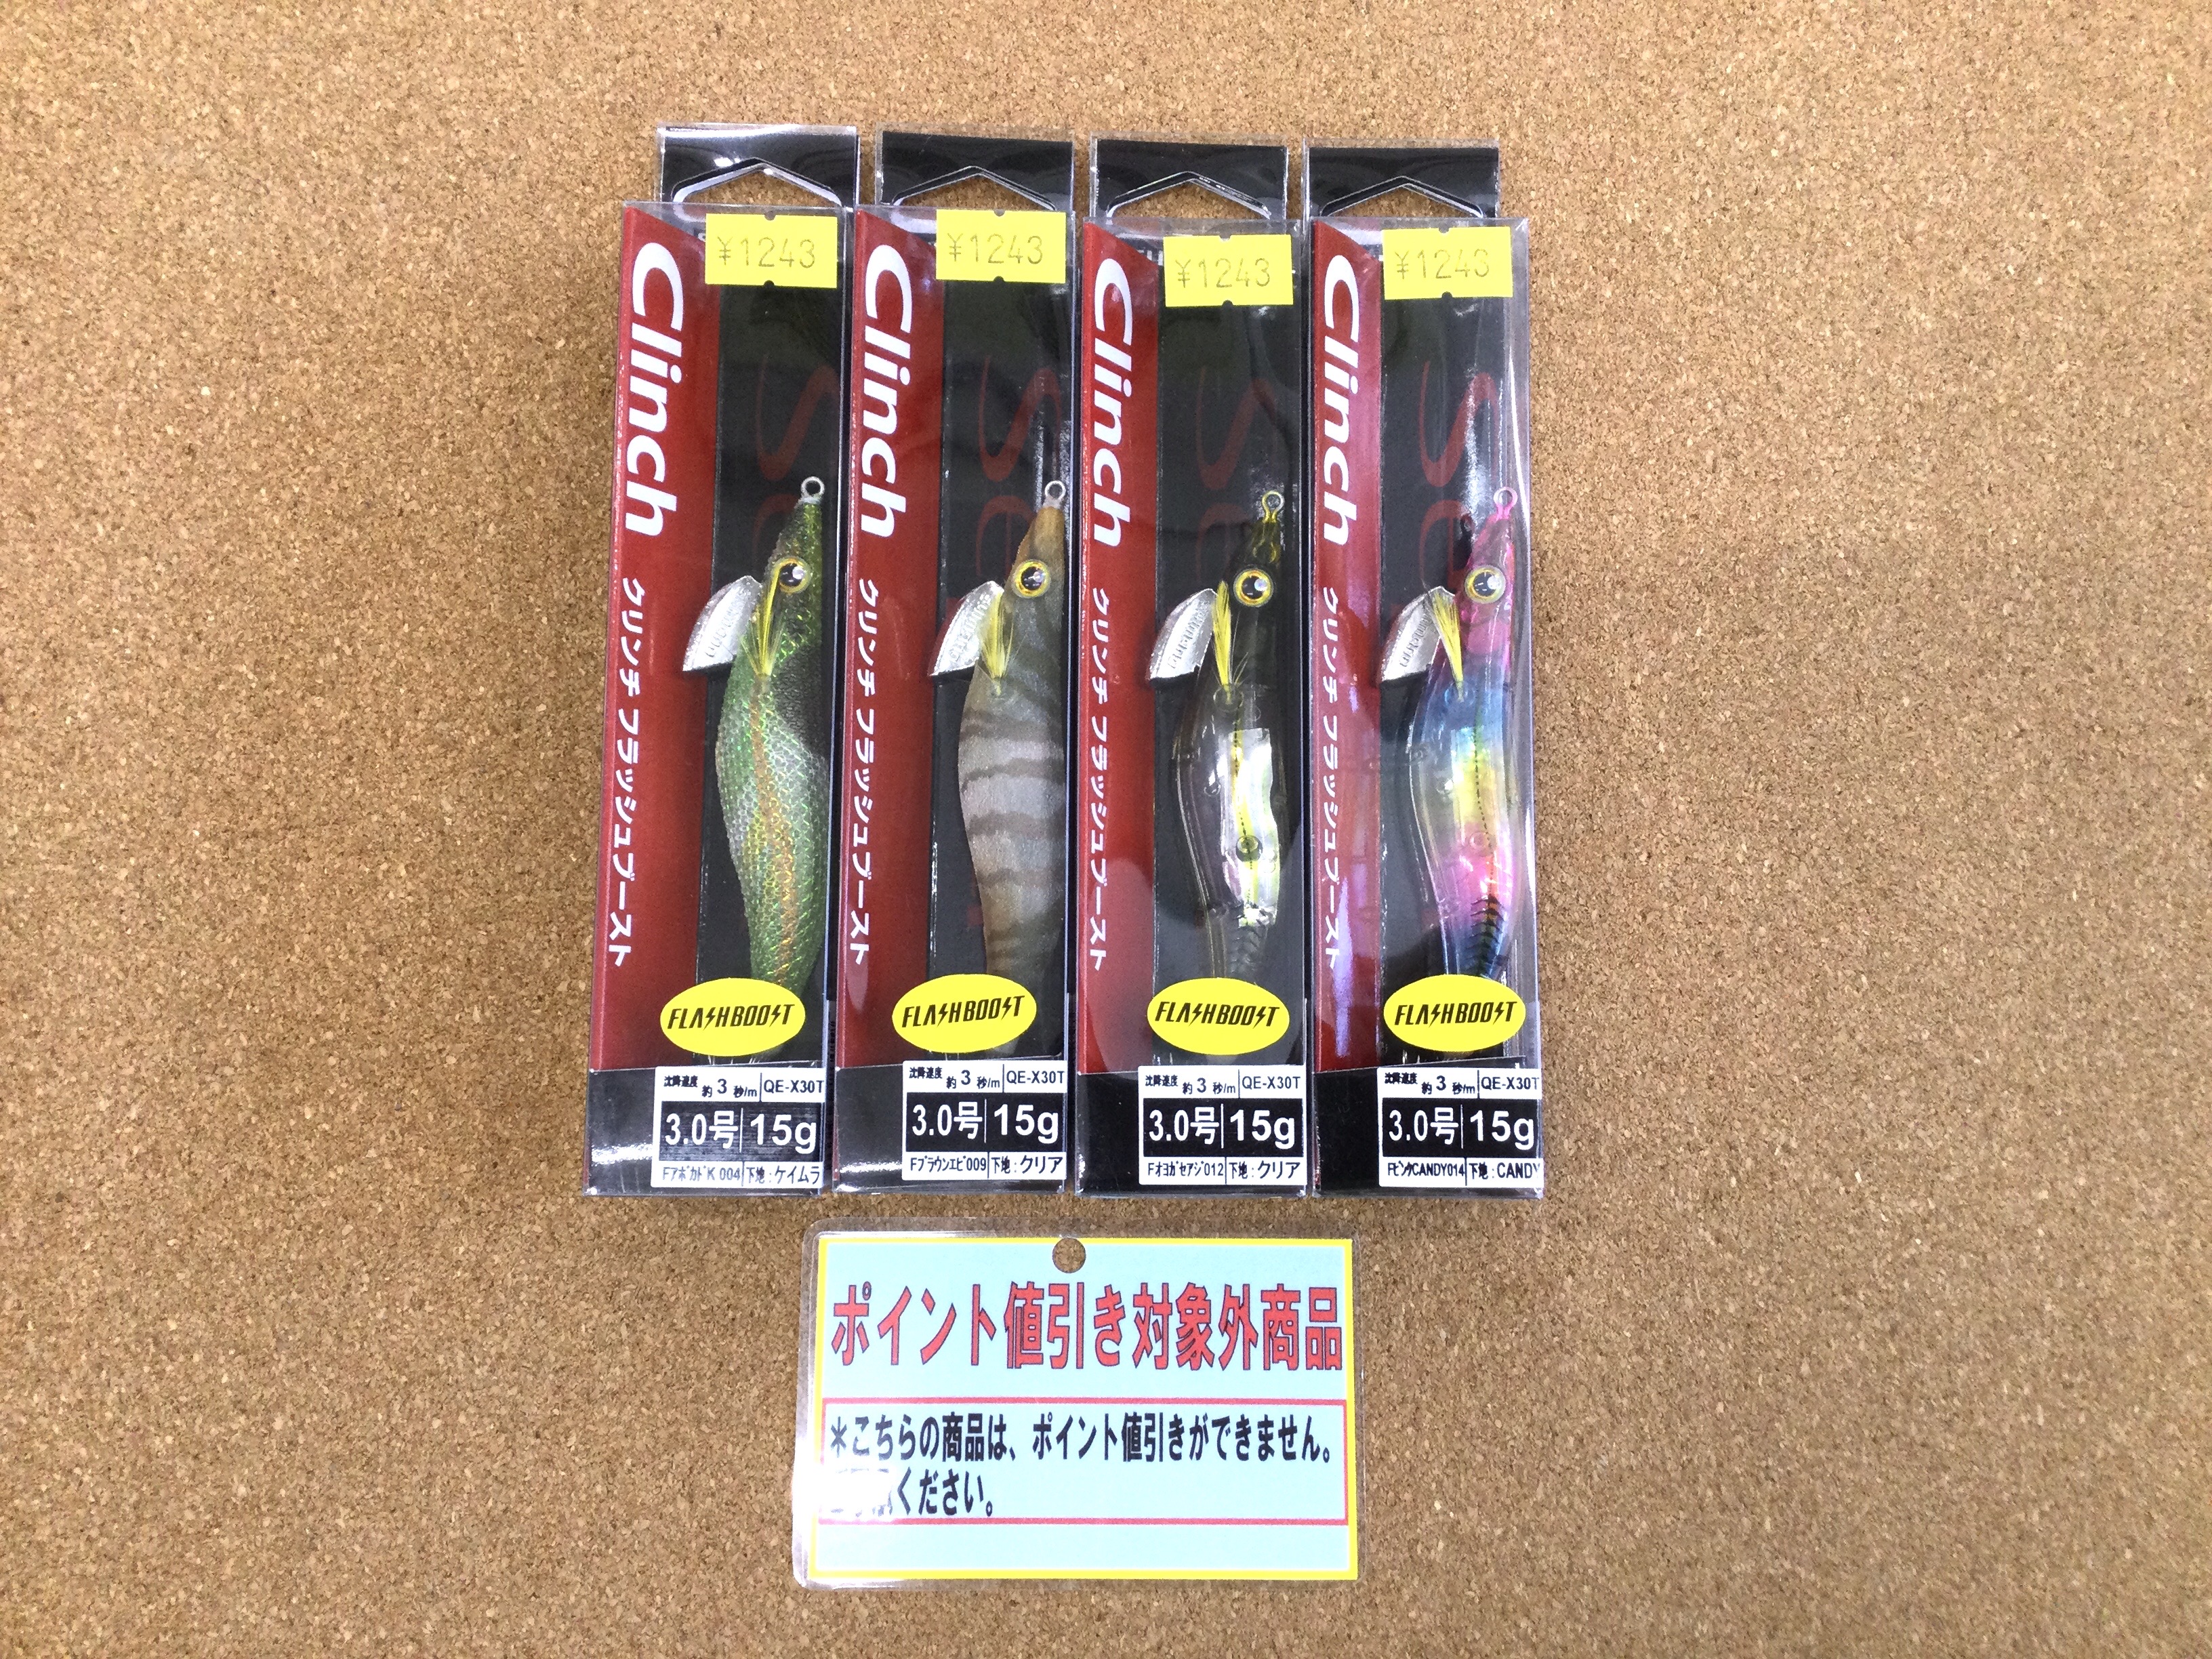 ¥1243
Clinch
クリンチ フラッシュブースト
FLASHBOOST
沈降速度 約3秒/m QE-X30T
3.0号 15g
FアボカドK 004 下地:ケイムラ
¥1243
Clinch
クリンチ フラッシュブースト
FLASHBOOST
沈降速度 約3秒/m QE-X30T
3.0号 15g
Fブラウンエビ009 下地:クリア
¥1243
Clinch
クリンチ フラッシュブースト
FLASHBOOST
沈降速度 約3秒/m QE-X30T
3.0号 15g
Fオヨガセアジ012 下地:クリア
¥1243
Clinch
クリンチ フラッシュブースト
FLASHBOOST
沈降速度 約3秒/m QE-X30T
3.0号 15g
FピンクCANDY014 下地:CANDY
ポイント値引き対象外商品
*こちらの商品は、ポイント値引きができません。
ください。